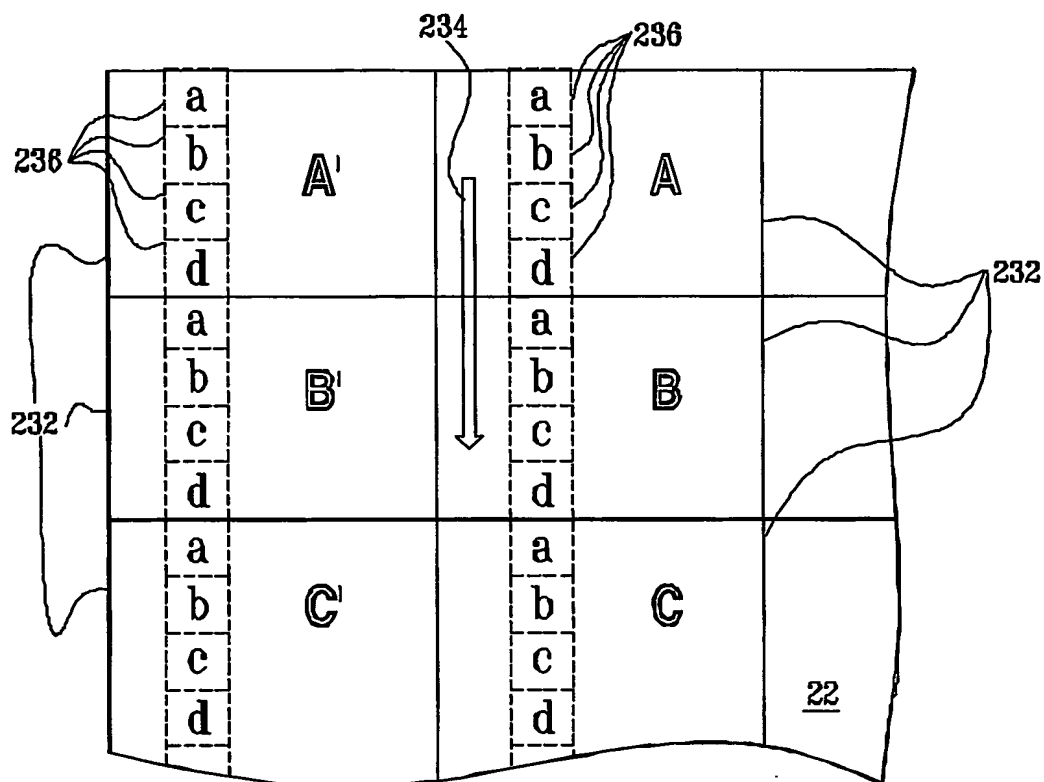 234 236
a a
b A' b A
236 c c
d d 232
a a
b B' b B
232 c c
d d
a a
b C' b C
c c
d d 22